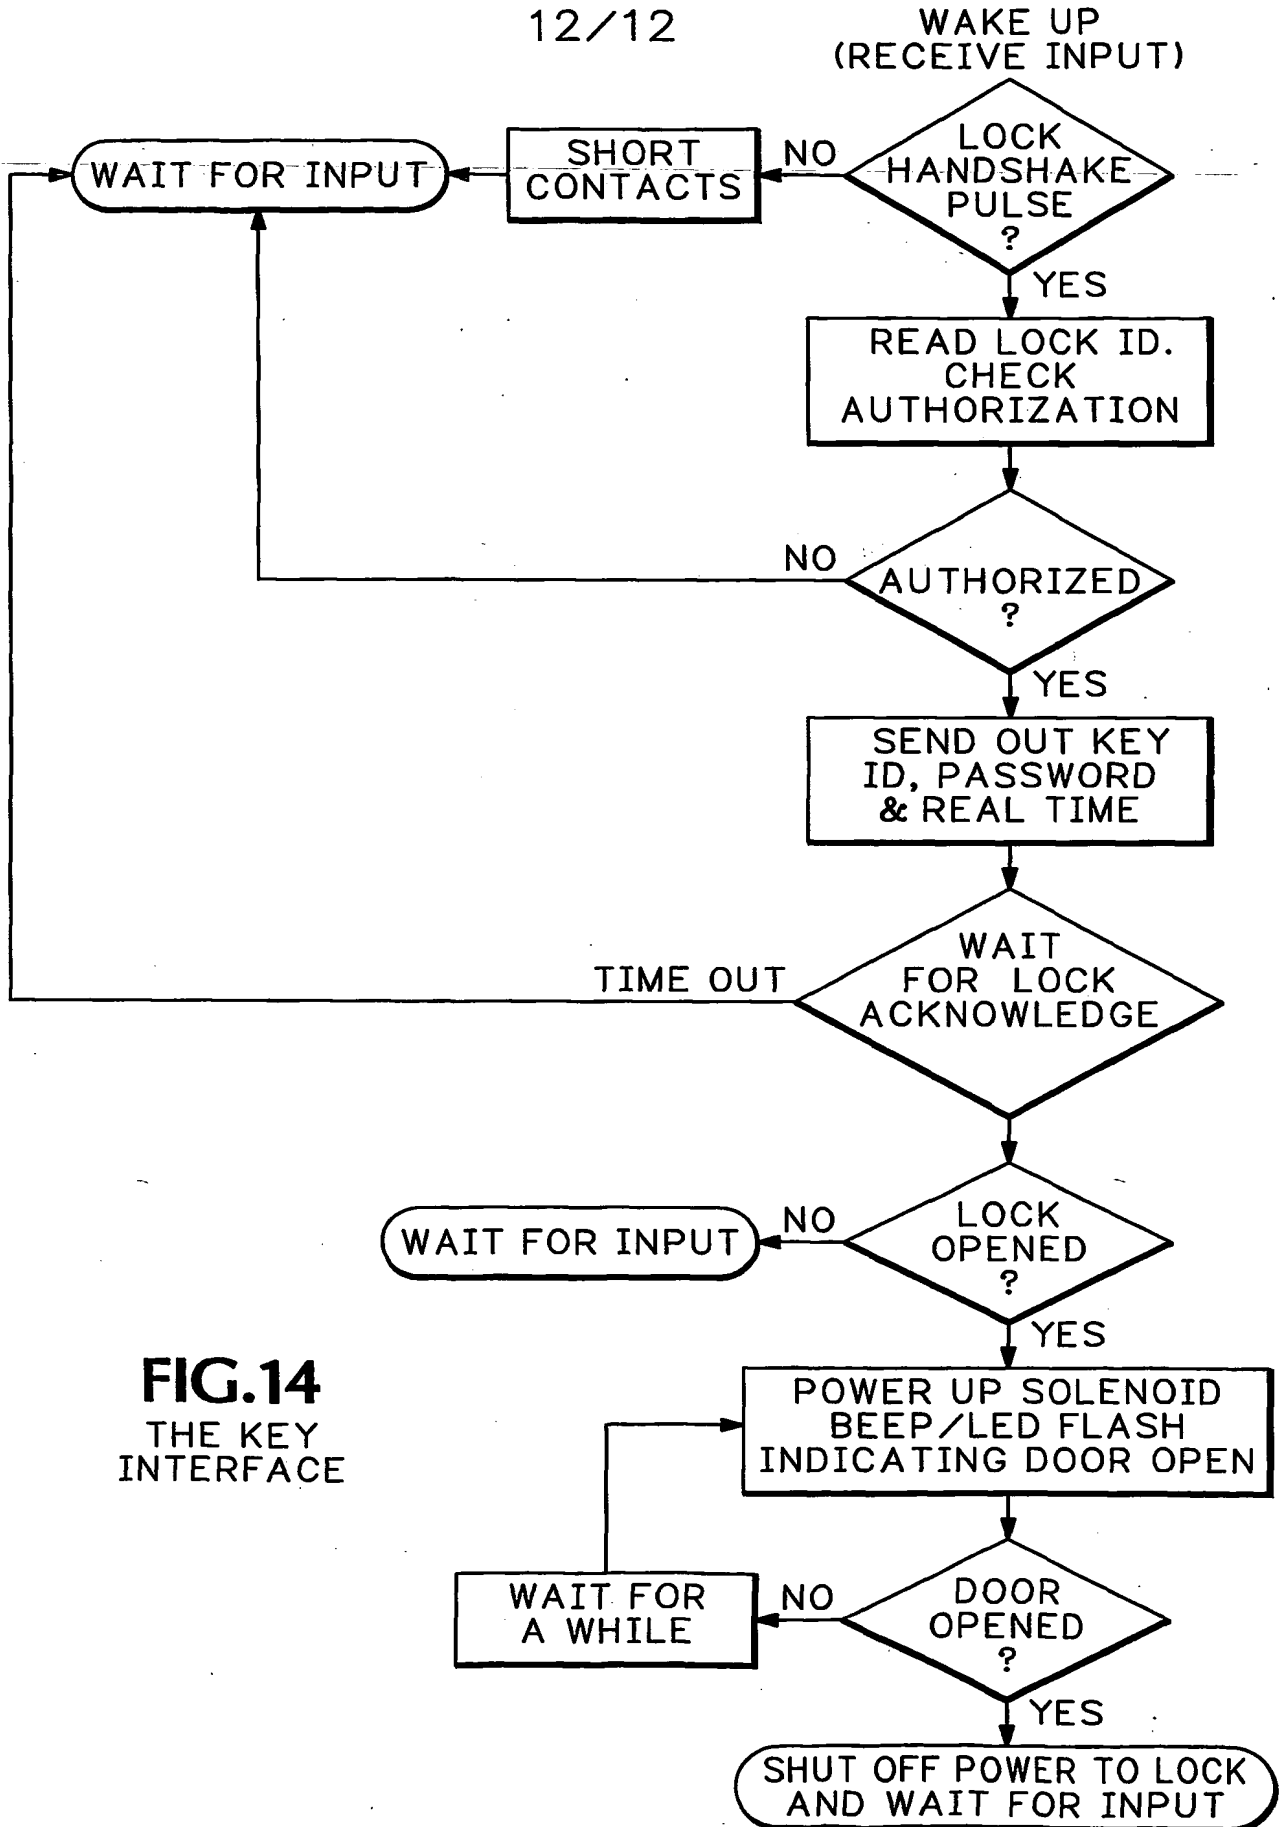 12/12
WAKE UP
(RECEIVE INPUT)
LOCK
HANDSHAKE
PULSE
?
NO
SHORT
CONTACTS
WAIT FOR INPUT
YES
READ LOCK ID.
CHECK
AUTHORIZATION
AUTHORIZED
?
NO
YES
SEND OUT KEY
ID, PASSWORD
& REAL TIME
WAIT
FOR LOCK
ACKNOWLEDGE
TIME OUT
LOCK
OPENED
?
NO
WAIT FOR INPUT
YES
POWER UP SOLENOID
BEEP/LED FLASH
INDICATING DOOR OPEN
DOOR
OPENED
?
NO
WAIT FOR
A WHILE
YES
SHUT OFF POWER TO LOCK
AND WAIT FOR INPUT
FIG.14
THE KEY
INTERFACE